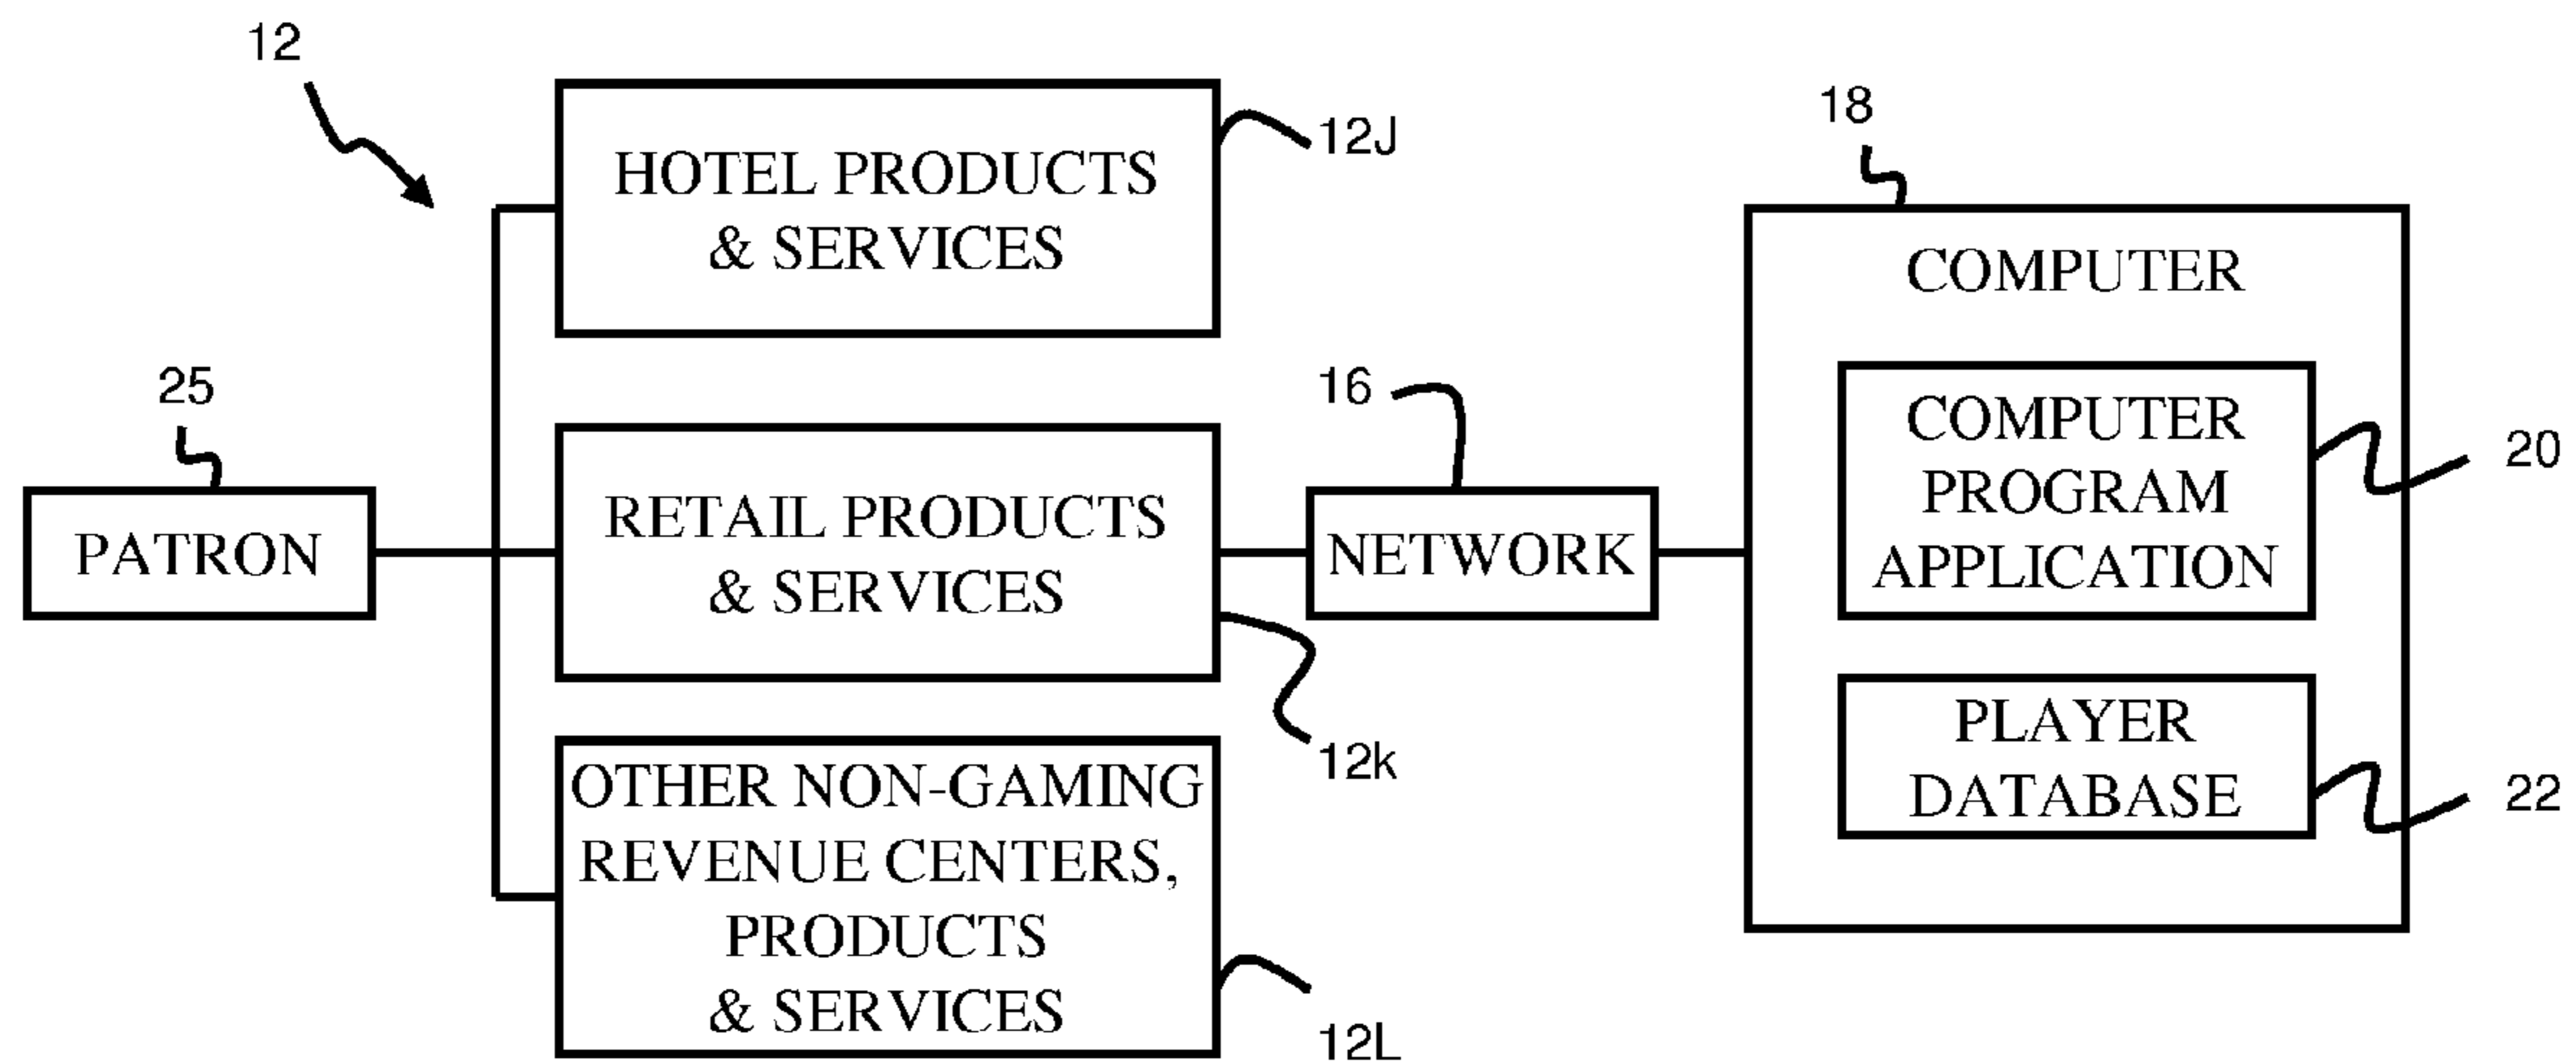 12
HOTEL PRODUCTS
& SERVICES
12J
18
COMPUTER
25
PATRON
RETAIL PRODUCTS
& SERVICES
12k
16
NETWORK
COMPUTER
PROGRAM
APPLICATION
20
PLAYER
DATABASE
22
OTHER NON-GAMING
REVENUE CENTERS,
PRODUCTS
& SERVICES
12L